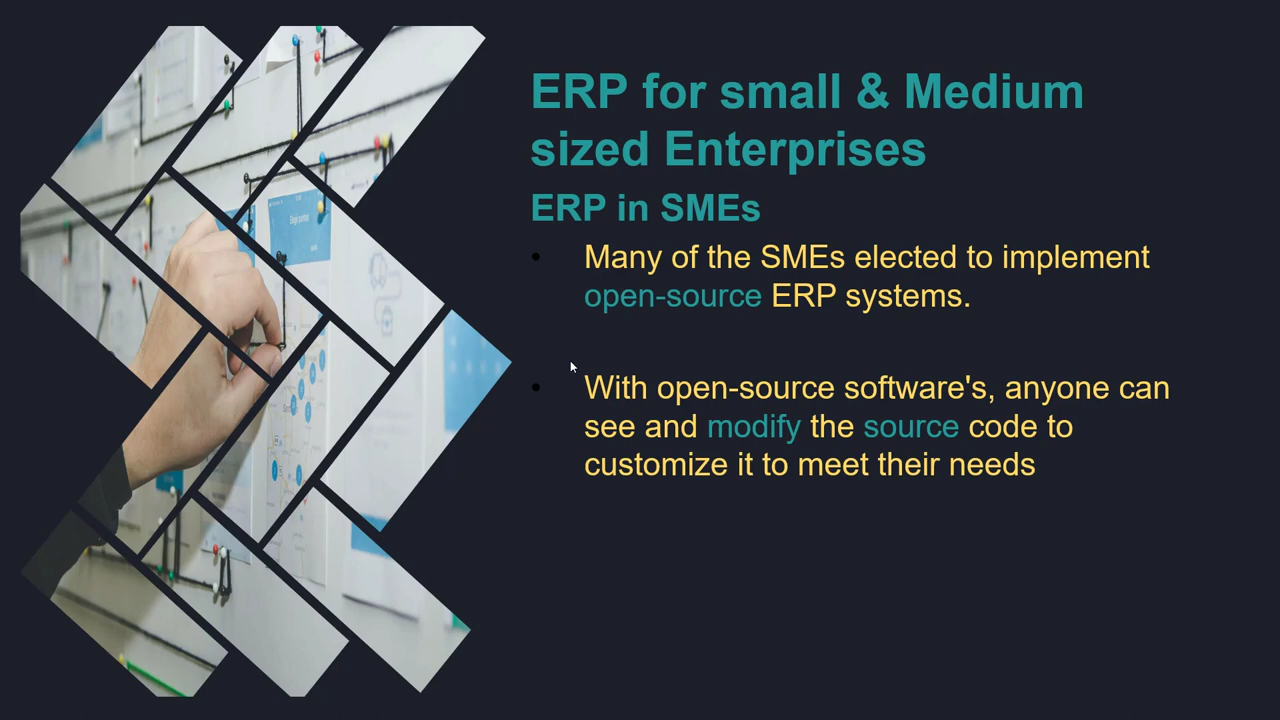 ERP for small & Medium
sized Enterprises
ERP in SMEs
• Many of the SMEs elected to implement
open-source ERP systems.
• With open-source software's, anyone can
see and modify the source code to
customize it to meet their needs